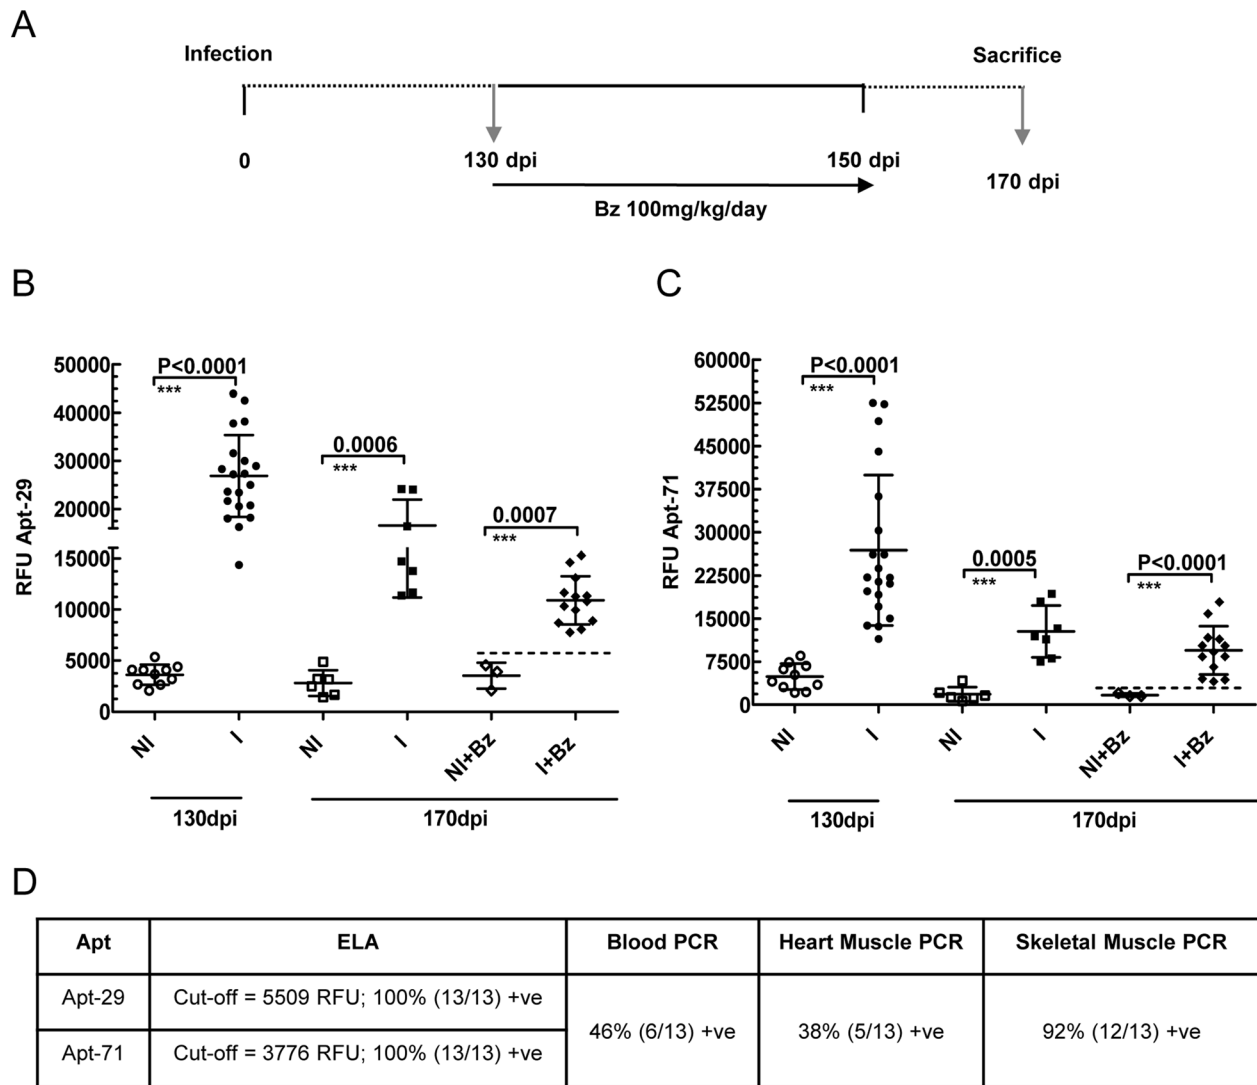 A
Infection
Sacrifice
0
130 dpi
150 dpi
170 dpi
Bz 100mg/kg/day
B
RFU Apt-29
50000
40000
30000
20000
15000
10000
5000
0
P<0.0001
***
0.0006
***
0.0007
***
NI
I
NI
I
NI+Bz
I+Bz
130dpi
170dpi
C
RFU Apt-71
60000
52500
45000
37500
30000
22500
15000
7500
0
P<0.0001
***
0.0005
***
P<0.0001
***
NI
I
NI
I
NI+Bz
I+Bz
130dpi
170dpi
D
Apt ELA Blood PCR Heart Muscle PCR Skeletal Muscle PCR
Apt-29 Cut-off = 5509 RFU; 100% (13/13) +ve
46% (6/13) +ve 38% (5/13) +ve 92% (12/13) +ve
Apt-71 Cut-off = 3776 RFU; 100% (13/13) +ve